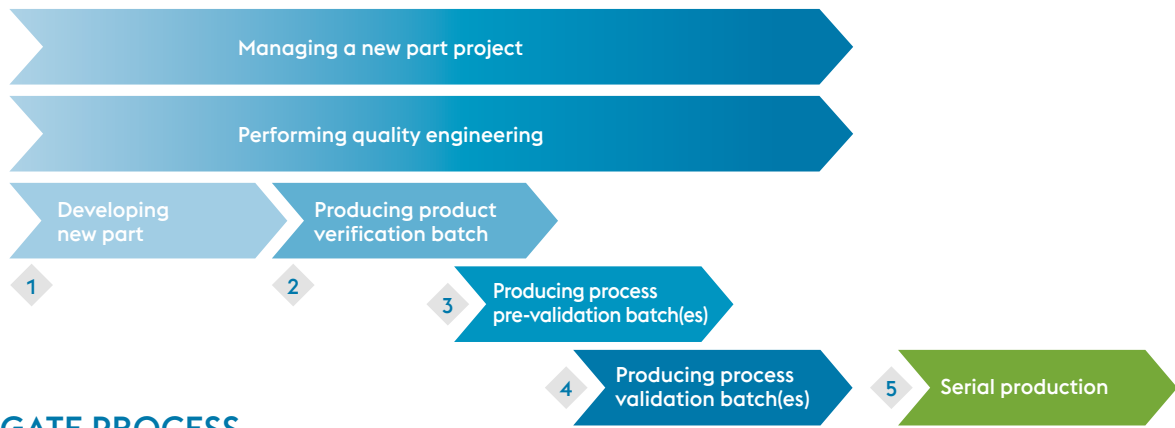 Managing a new part project
Performing quality engineering
Developing
new part
Producing product
verification batch
1
2
3
Producing process
pre-validation batch(es)
4
Producing process
validation batch(es)
5
Serial production
GATE PROCESS